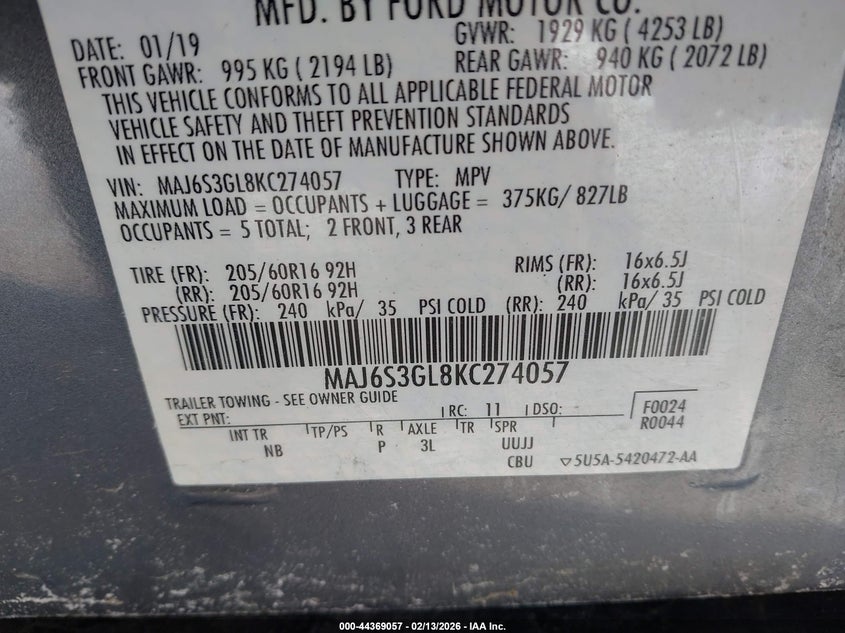 MFD. BY FORD MOTOR CO.
DATE: 01/19 GVWR: 1929 KG ( 4253 LB)
FRONT GAWR: 995 KG ( 2194 LB) REAR GAWR: 940 KG ( 2072 LB)
THIS VEHICLE CONFORMS TO ALL APPLICABLE FEDERAL MOTOR
VEHICLE SAFETY AND THEFT PREVENTION STANDARDS
IN EFFECT ON THE DATE OF MANUFACTURE SHOWN ABOVE.
VIN: MAJ6S3GL8KC274057 TYPE: MPV
MAXIMUM LOAD = OCCUPANTS + LUGGAGE = 375KG/ 827LB
OCCUPANTS = 5 TOTAL; 2 FRONT, 3 REAR
TIRE (FR): 205/60R16 92H RIMS (FR): 16x6.5J
(RR): 205/60R16 92H (RR): 16x6.5J
PRESSURE (FR): 240 kPa/ 35 PSI COLD (RR): 240 kPa/ 35 PSI COLD
MAJ6S3GL8KC274057
TRAILER TOWING - SEE OWNER GUIDE
EXT PNT: RC: 11 DSO: F0024
R0044
INT TR TP/PS R AXLE TR SPR
NB P 3L UUJJ
CBU ▽5U5A-5420472-AA
000-44369057 - 02/13/2026 - IAA Inc.